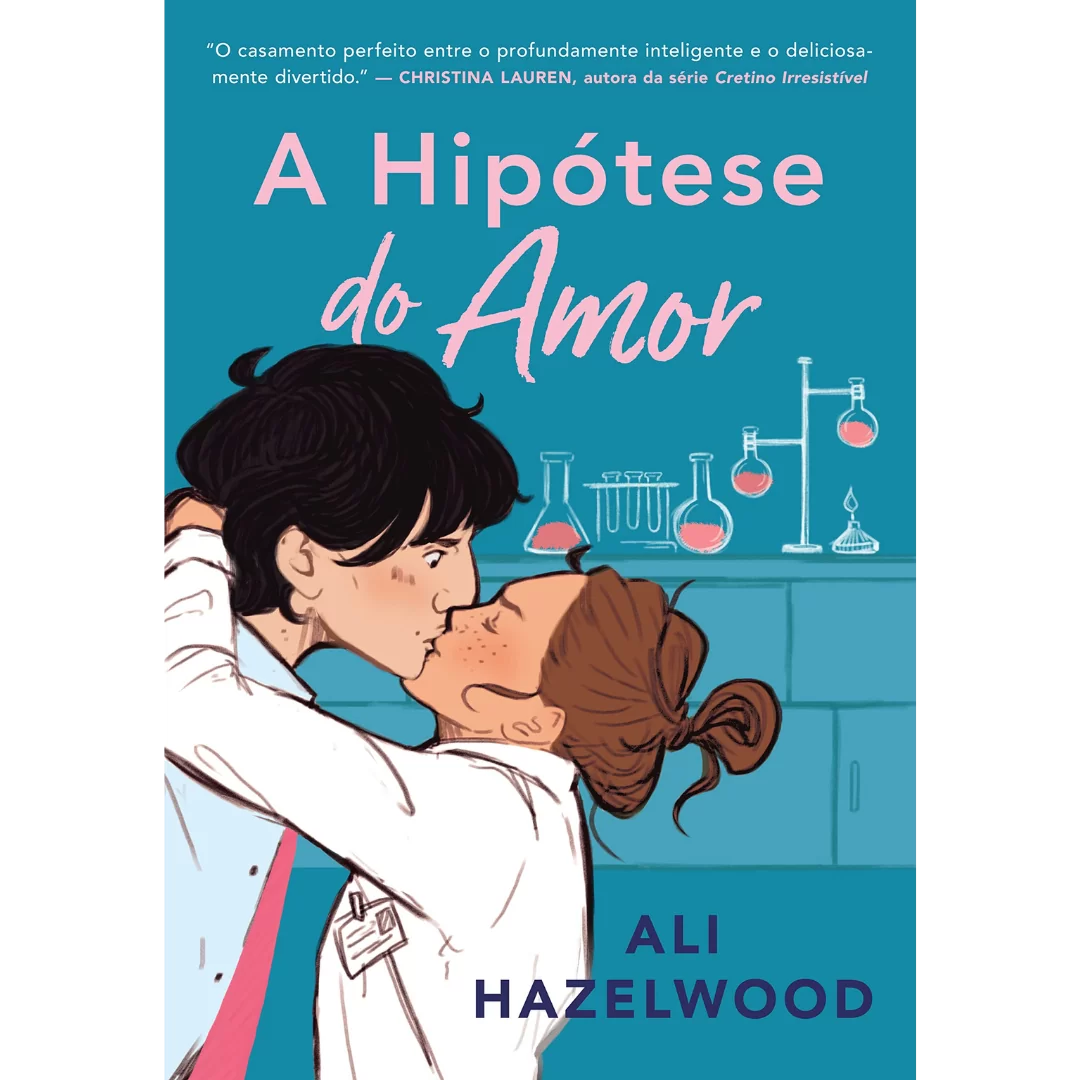 “O casamento perfeito entre o profundamente inteligente e o deliciosa-
mente divertido.” — CHRISTINA LAUREN, autora da série Cretino Irresistível
A Hipótese
do Amor
ALI
HAZELWOOD